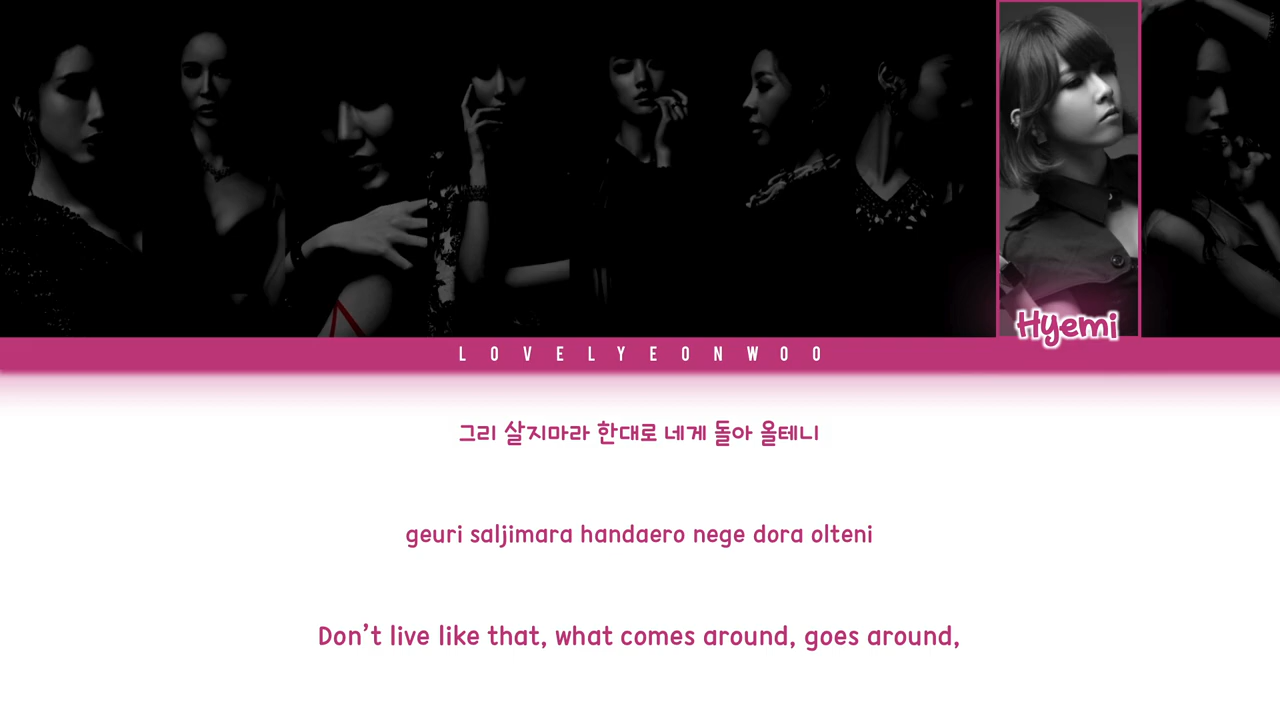 Hyemi
LOVELYEONWOO
그리 살지마라 한대로 네게 돌아 올테니
geuri saljimara handaero nege dora olteni
Don’t live like that, what comes around, goes around,